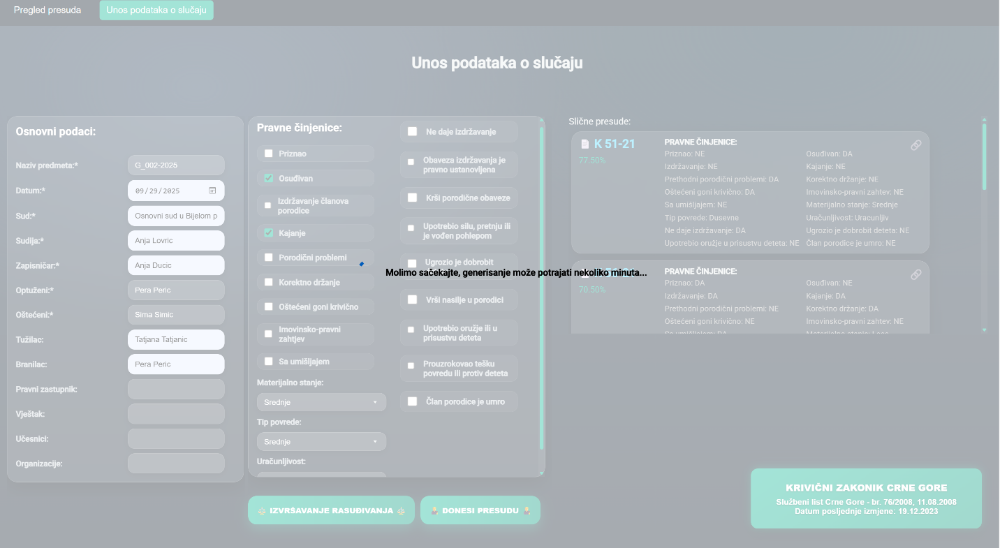 Pregled presuda
Unos podataka o slučaju
Unos podataka o slučaju
Osnovni podaci:
Naziv predmeta:*
G_002-2025
Datum:*
09/29/2025
Sud:*
Osnovni sud u Bijelom p
Sudija:*
Anja Lovric
Zapisničar:*
Anja Ducic
Optuženi:*
Pera Peric
Oštećeni:*
Sima Simic
Tužilac:
Tatjana Tatjanic
Branilac:
Pera Peric
Pravni zastupnik:
Vještak:
Učesnici:
Organizacije:
Pravne činjenice:
Priznao
Osuđivan
Izdržavanje članova
porodice
Kajanje
Porodični problemi
Korektno držanje
Oštećeni goni krivično
Imovinsko-pravni
zahtjev
Sa umišljajem
Materijalno stanje:
Srednje
Tip povrede:
Srednje
Uračunljivost:
Ne daje izdržavanje
Obaveza izdržavanja je
pravno ustanovljena
Krši porodične obaveze
Upotrebio silu, pretnju ili
je vođen pohlepom
Ugrozio je dobrobit
Molimo sačekajte, generisanje može potrajati nekoliko minuta...
Vrši nasilje u porodici
Upotrebio oružje ili u
prisustvu deteta
Prouzrokovao tešku
povredu ili protiv deteta
Član porodice je umro
IZVRŠAVANJE RASUĐIVANJA
DONESI PRESUDU
Slične presude:
K 51-21
77.50%
PRAVNE ČINJENICE:
Priznao: NE
Osuđivan: DA
Izdržavanje: NE
Kajanje: NE
Prethodni porodični problemi: DA
Korektno držanje: NE
Oštećeni goni krivično: DA
Imovinsko-pravni zahtev: NE
Sa umišljajem: NE
Materijalno stanje: Srednje
Tip povrede: Dusevne
Uračunljivost: Uracunljiv
Ne daje izdržavanje: DA
Ugrozio je dobrobit deteta: NE
Upotrebio oružje u prisustvu deteta: NE
Član porodice je umro: NE
70.50%
PRAVNE ČINJENICE:
Priznao: DA
Osuđivan: NE
Izdržavanje: DA
Kajanje: DA
Prethodni porodični problemi: NE
Korektno držanje: DA
Oštećeni goni krivično: NE
Imovinsko-pravni zahtev: NE
KRIVIČNI ZAKONIK CRNE GORE
Službeni list Crne Gore - br. 76/2008, 11.08.2008
Datum posljednje izmjene: 19.12.2023